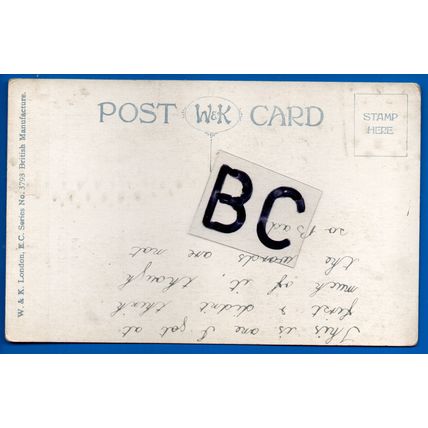 POST W&K CARD
STAMP
HERE
W. & K. London, E.C. Series No. 3793 British Manufacture.
BC
This is one I got at
first & didn't think
much of it, though
the words are not
so Bad